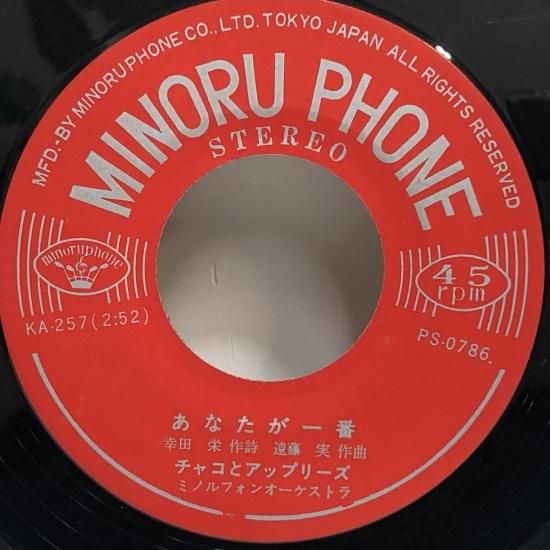 MFD.-BY MINORUPHONE CO.,LTD. TOKYO JAPAN ALL RIGHTS RESERVED
MINORU PHONE
STEREO
minoruphone
45
rpm
KA-257(2:52)
PS-0786.
あなたが一番
幸田 栄 作詩 遠藤 実 作曲
チャコとアップリーズ
ミノルフォンオーケストラ